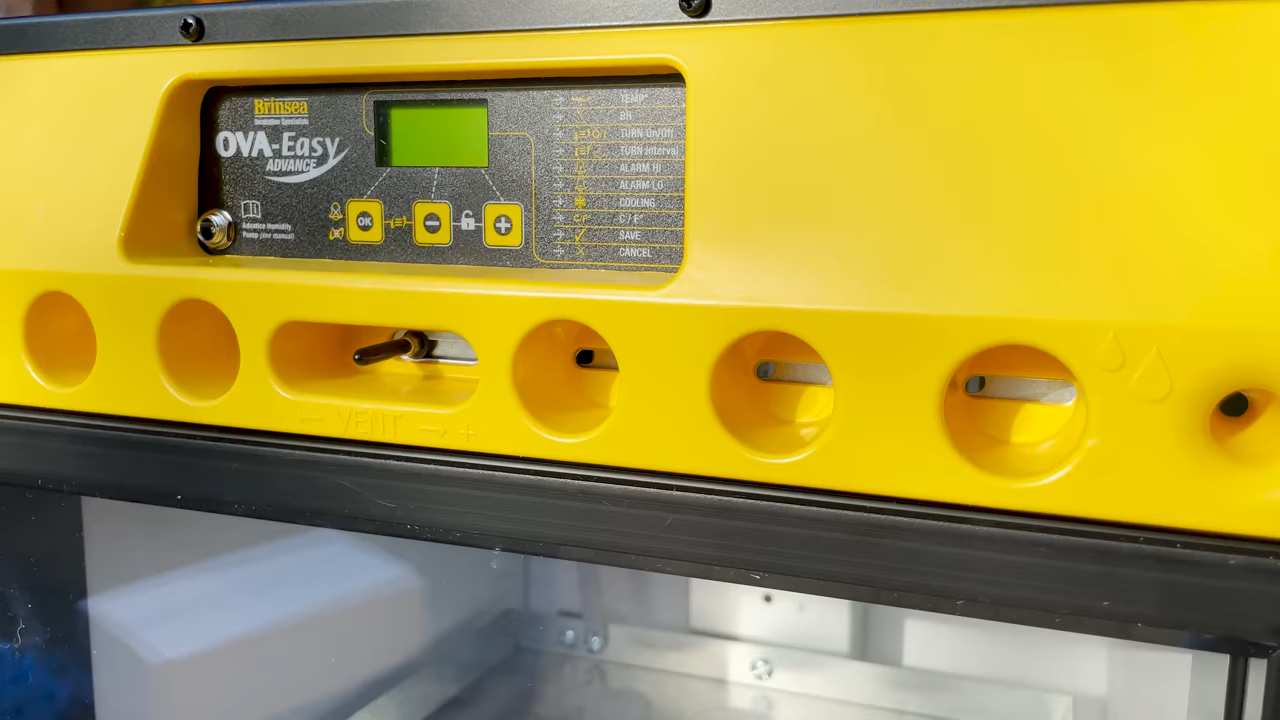 Brinsea
Incubation Specialists
OVA-Easy
ADVANCE
Advance Humidity
Pump (see manual)
OK
−
+
TEMP°
RH
TURN On/Off
TURN Interval
ALARM HI
ALARM LO
COOLING
C/F C / F°
SAVE
CANCEL
− VENT → +